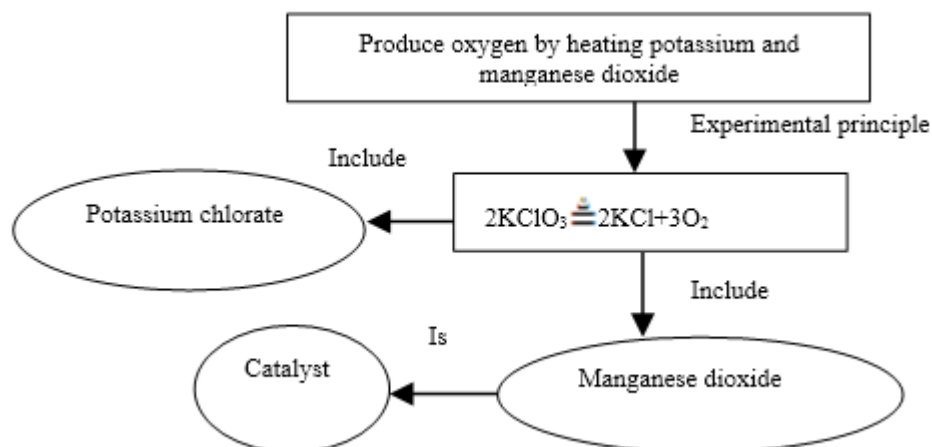 Produce oxygen by heating potassium and
manganese dioxide
Experimental principle
Include
Potassium chlorate
2KClO₃ ≜ 2KCl+3O₂
Include
Is
Catalyst
Manganese dioxide